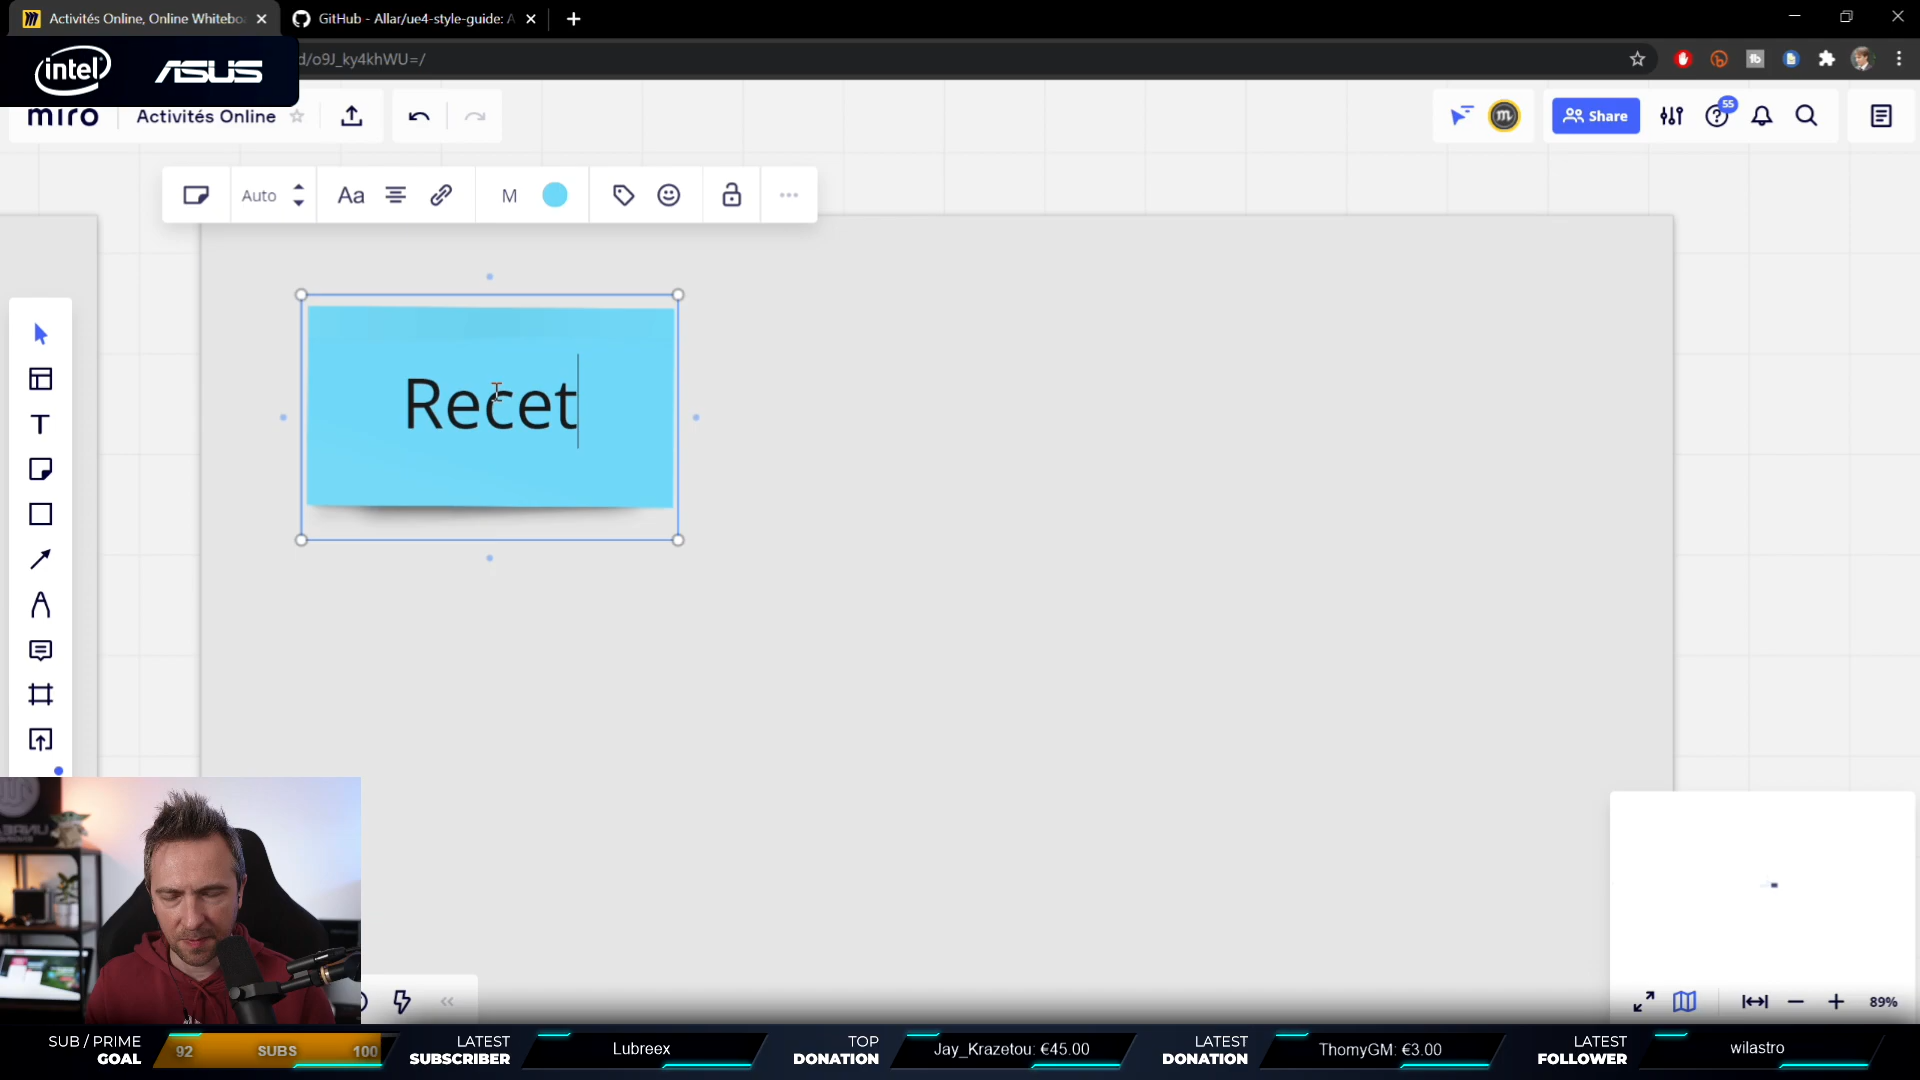 Activités Online, Online Whitebo
GitHub - Allar/ue4-style-guide: A
intel
ASUS
d/o9J_ky4khWU=/
miro
Activités Online
Share
55
Auto
Aa
M
Recet
T
89%
SUB / PRIME
GOAL
92
SUBS
100
LATEST
SUBSCRIBER
Lubreex
TOP
DONATION
Jay_Krazetou: €45.00
LATEST
DONATION
ThomyGM: €3.00
LATEST
FOLLOWER
wilastro